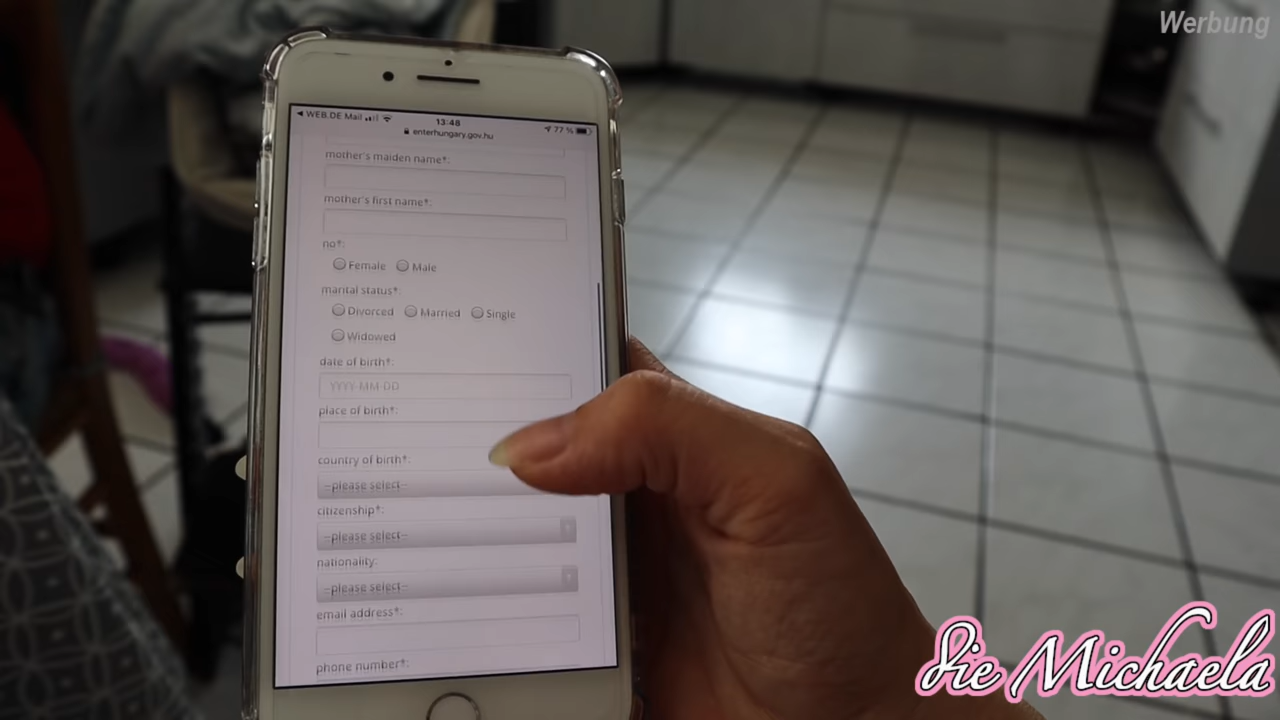 Werbung
WEB.DE Mail
13:48
77 %
enterhungary.gov.hu
mother's maiden name*:
mother's first name*:
no*:
Female Male
marital status*:
Divorced Married Single
Widowed
date of birth*:
YYYY-MM-DD
place of birth*:
country of birth*:
--please select--
citizenship*:
--please select--
nationality:
--please select--
email address*:
phone number*:
Die Michaela